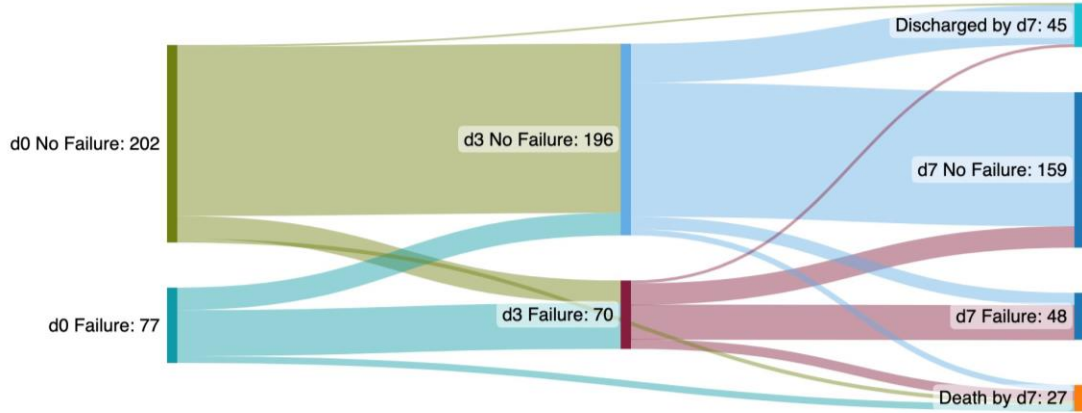 Discharged by d7: 45
d0 No Failure: 202
d3 No Failure: 196
d7 No Failure: 159
d0 Failure: 77
d3 Failure: 70
d7 Failure: 48
Death by d7: 27